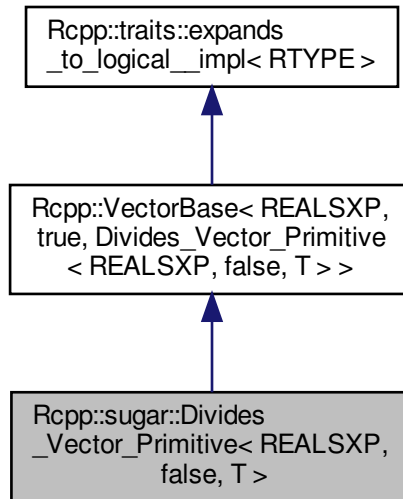 Rcpp::traits::expands
_to_logical__impl< RTYPE >
Rcpp::VectorBase< REALSXP,
true, Divides_Vector_Primitive
< REALSXP, false, T > >
Rcpp::sugar::Divides
_Vector_Primitive< REALSXP,
false, T >